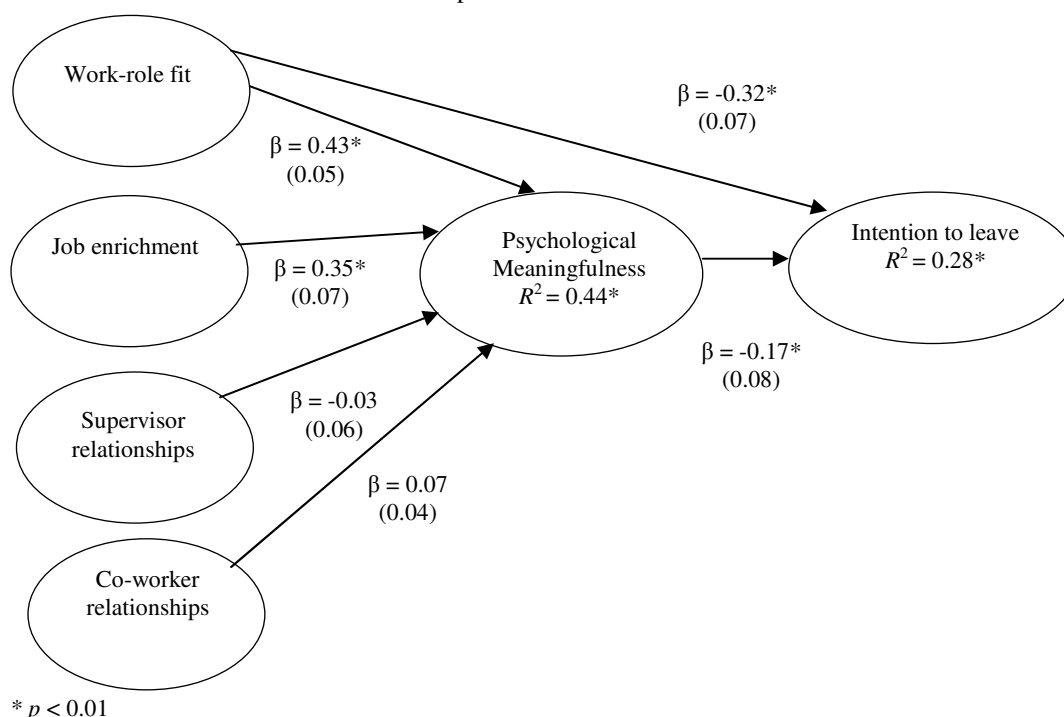 Work-role fit
β = -0.32*
(0.07)
β = 0.43*
(0.05)
Job enrichment
β = 0.35*
(0.07)
Psychological
Meaningfulness
R² = 0.44*
Intention to leave
R² = 0.28*
β = -0.17*
(0.08)
Supervisor
relationships
β = -0.03
(0.06)
β = 0.07
(0.04)
Co-worker
relationships
* p < 0.01